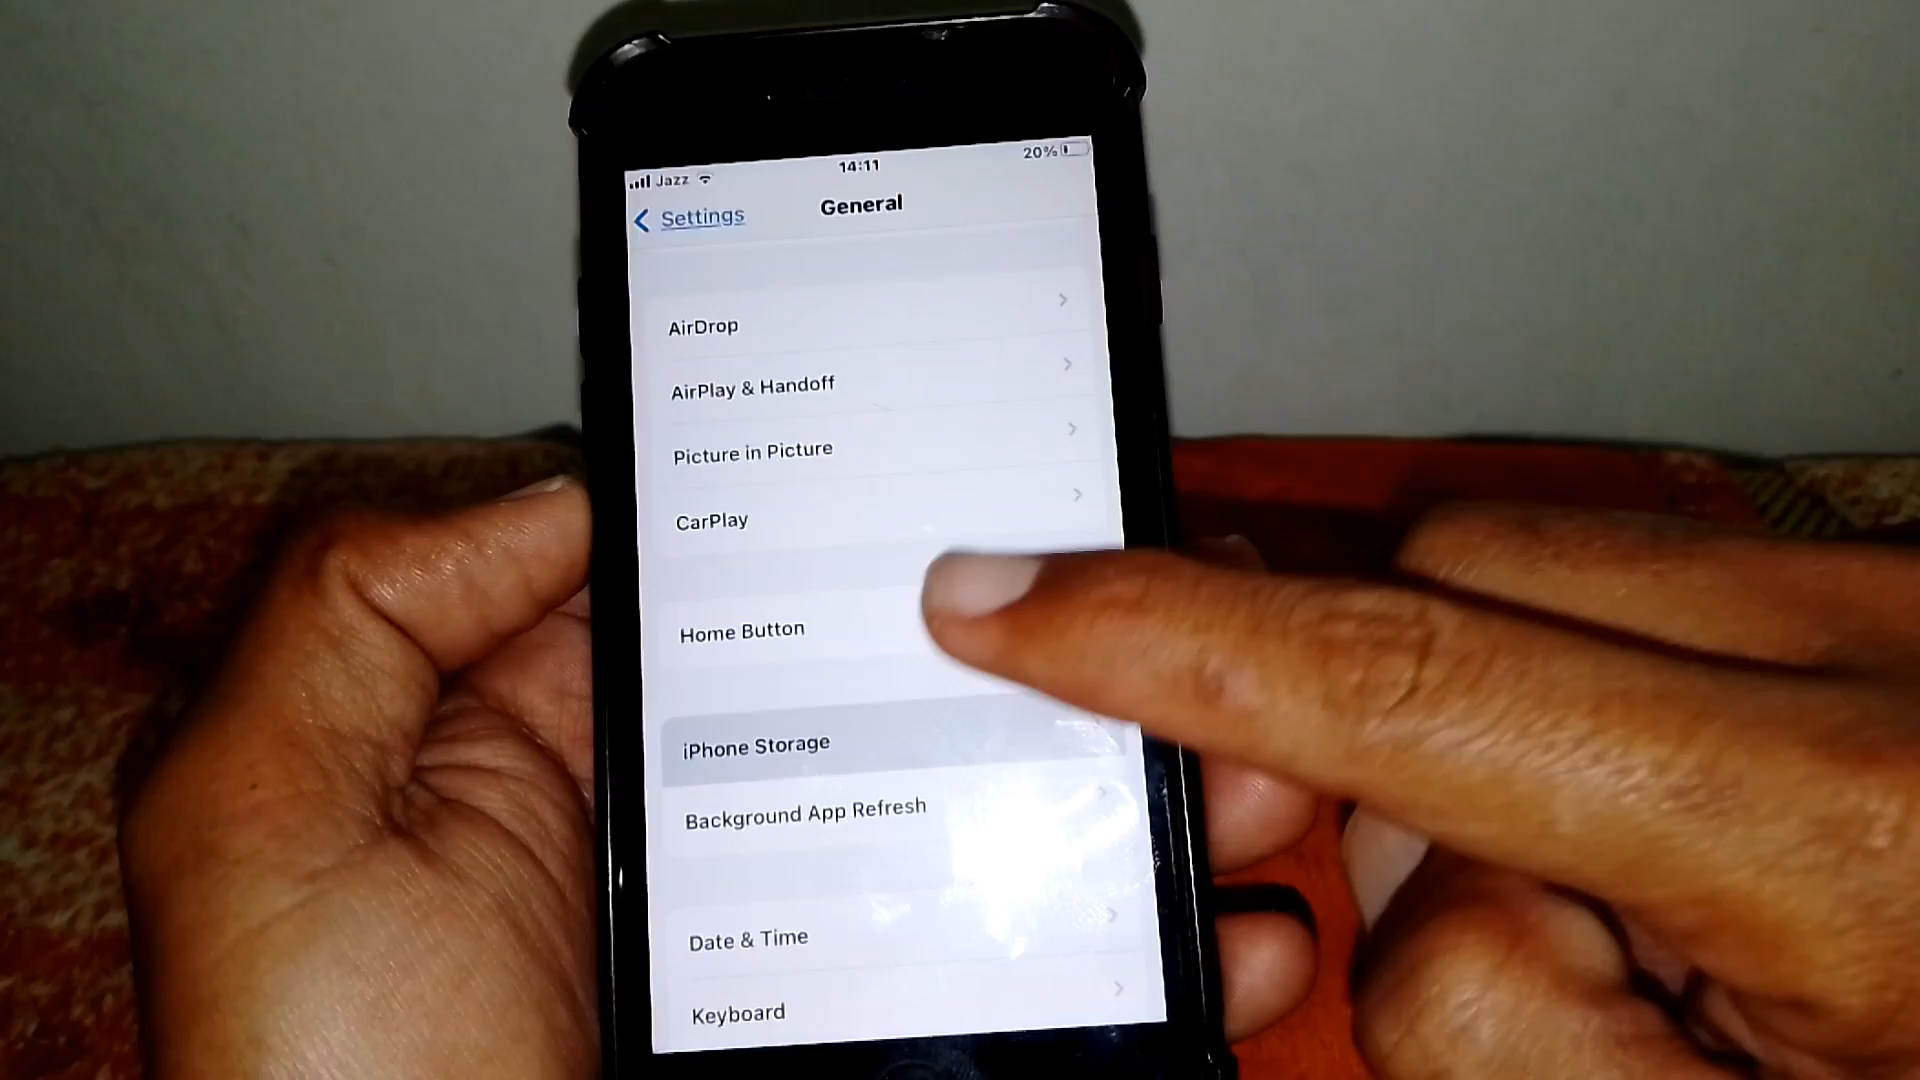 Jazz 14:11 20%
Settings General
AirDrop
AirPlay & Handoff
Picture in Picture
CarPlay
Home Button
iPhone Storage
Background App Refresh
Date & Time
Keyboard